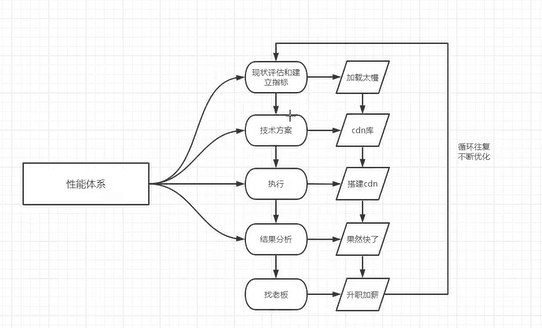 现状评估和建
立指标
加载太慢
技术方案
cdn库
循环往复
不断优化
性能体系
执行
搭建cdn
结果分析
果然快了
找老板
升职加薪